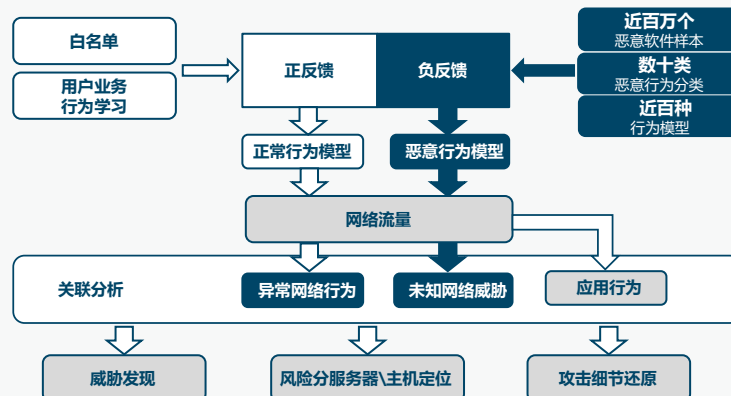 白名单
用户业务
行为学习
正反馈
负反馈
近百万个
恶意软件样本
数十类
恶意行为分类
近百种
行为模型
正常行为模型
恶意行为模型
网络流量
关联分析
异常网络行为
未知网络威胁
应用行为
威胁发现
风险分服务器\主机定位
攻击细节还原